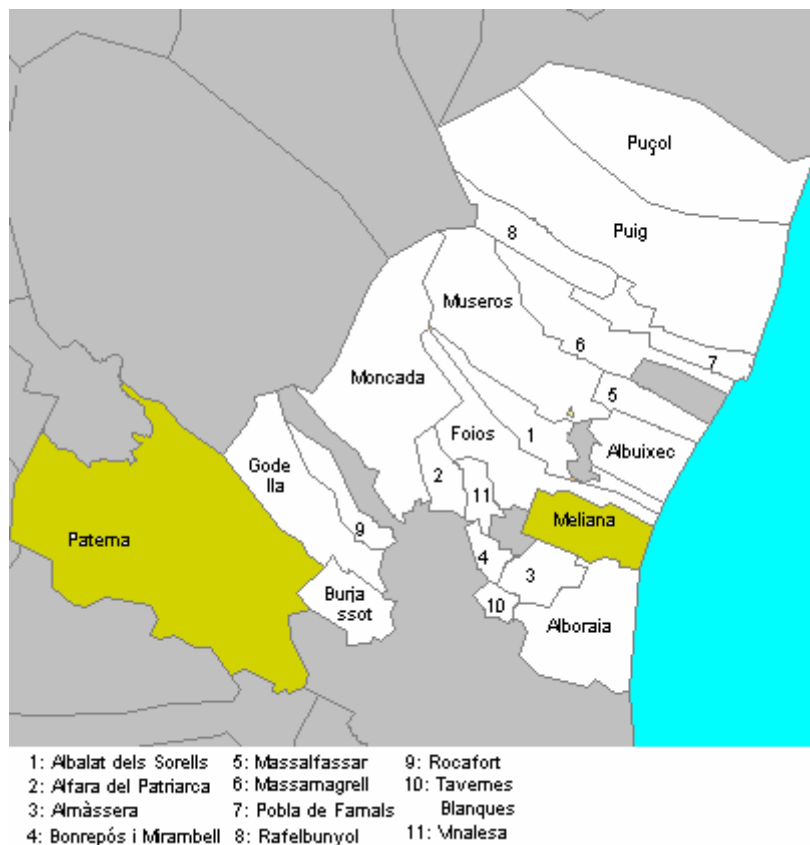 Puçol
Puig
8
Museros
6
7
Moncada
5
Foios
1
Albuixec
Gode
lla
2
11
Meliana
9
Paterna
4
3
Burja
ssot
10
Alboraia
1: Albalat dels Sorells
2: Alfara del Patriarca
3: Almàssera
4: Bonrepós i Mirambell
5: Massalfassar
6: Massamagrell
7: Pobla de Farnals
8: Rafelbunyol
9: Rocafort
10: Tavernes
Blanques
11: Vinalesa